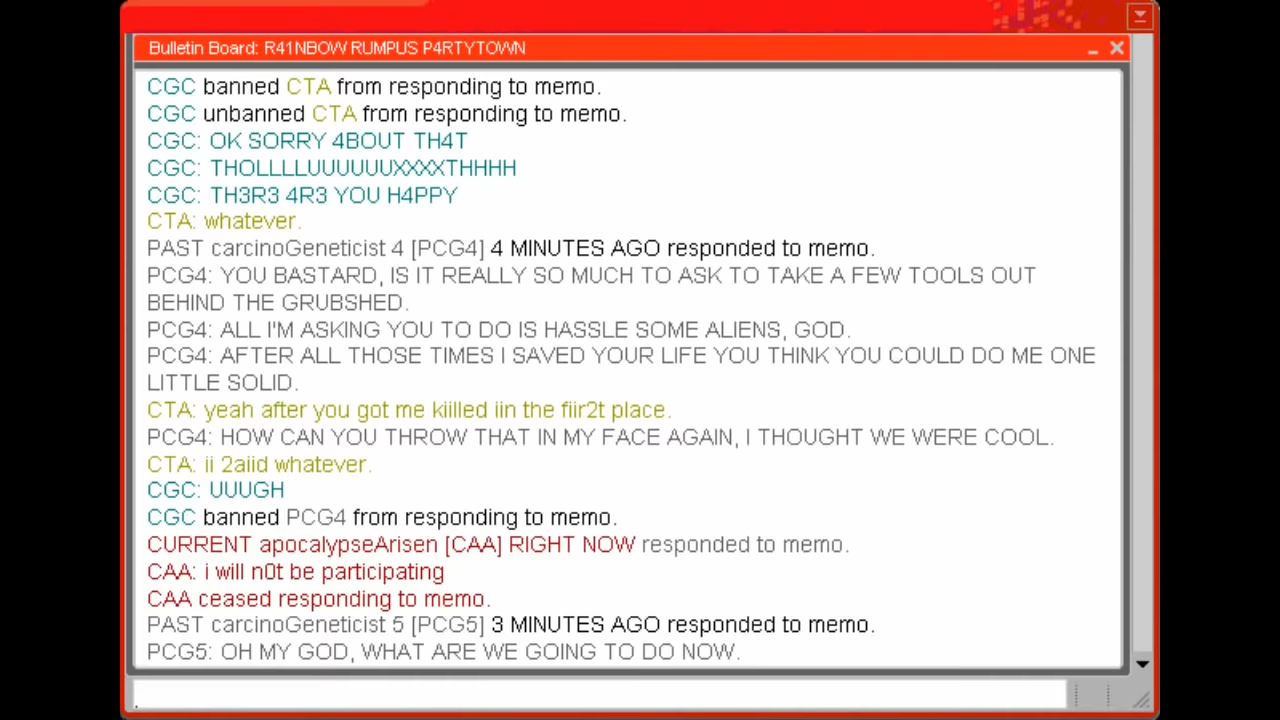 Bulletin Board: R41NBOW RUMPUS P4RTYTOWN
CGC banned CTA from responding to memo.
CGC unbanned CTA from responding to memo.
CGC: OK SORRY 4BOUT TH4T
CGC: THOLLLLUUUUUUXXXXTHHHH
CGC: TH3R3 4R3 YOU H4PPY
CTA: whatever.
PAST carcinoGeneticist 4 [PCG4] 4 MINUTES AGO responded to memo.
PCG4: YOU BASTARD, IS IT REALLY SO MUCH TO ASK TO TAKE A FEW TOOLS OUT
BEHIND THE GRUBSHED.
PCG4: ALL I'M ASKING YOU TO DO IS HASSLE SOME ALIENS, GOD.
PCG4: AFTER ALL THOSE TIMES I SAVED YOUR LIFE YOU THINK YOU COULD DO ME ONE
LITTLE SOLID.
CTA: yeah after you got me kiilled iin the fiir2t place.
PCG4: HOW CAN YOU THROW THAT IN MY FACE AGAIN, I THOUGHT WE WERE COOL.
CTA: ii 2aiid whatever.
CGC: UUUGH
CGC banned PCG4 from responding to memo.
CURRENT apocalypseArisen [CAA] RIGHT NOW responded to memo.
CAA: i will n0t be participating
CAA ceased responding to memo.
PAST carcinoGeneticist 5 [PCG5] 3 MINUTES AGO responded to memo.
PCG5: OH MY GOD, WHAT ARE WE GOING TO DO NOW.